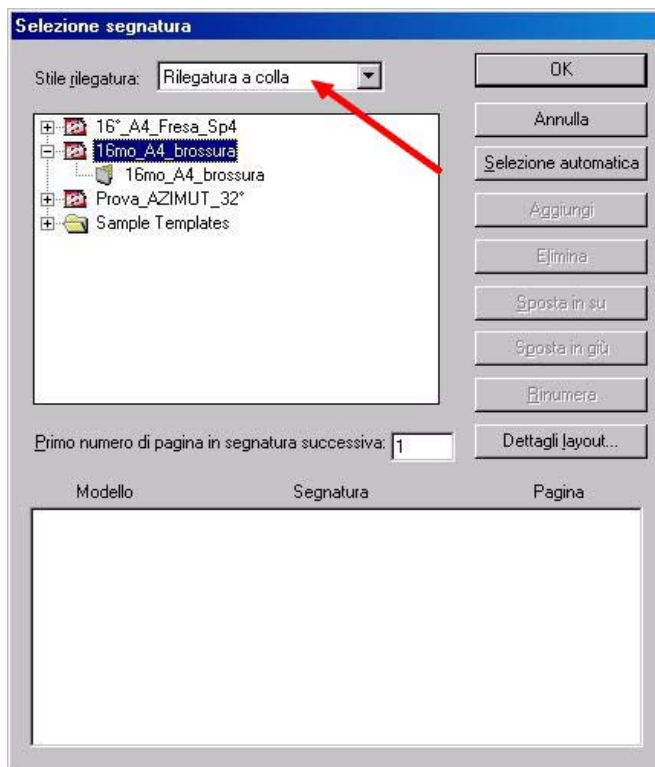 Selezione segnatura
Stile rilegatura: Rilegatura a colla
OK
Annulla
Selezione automatica
Aggiungi
Elimina
Sposta in su
Sposta in giù
Rinumera
Dettagli layout...
16°_A4_Fresa_Sp4
16mo_A4_brossura
16mo_A4_brossura
Prova_AZIMUT_32°
Sample Templates
Primo numero di pagina in segnatura successiva: 1
Modello Segnatura Pagina